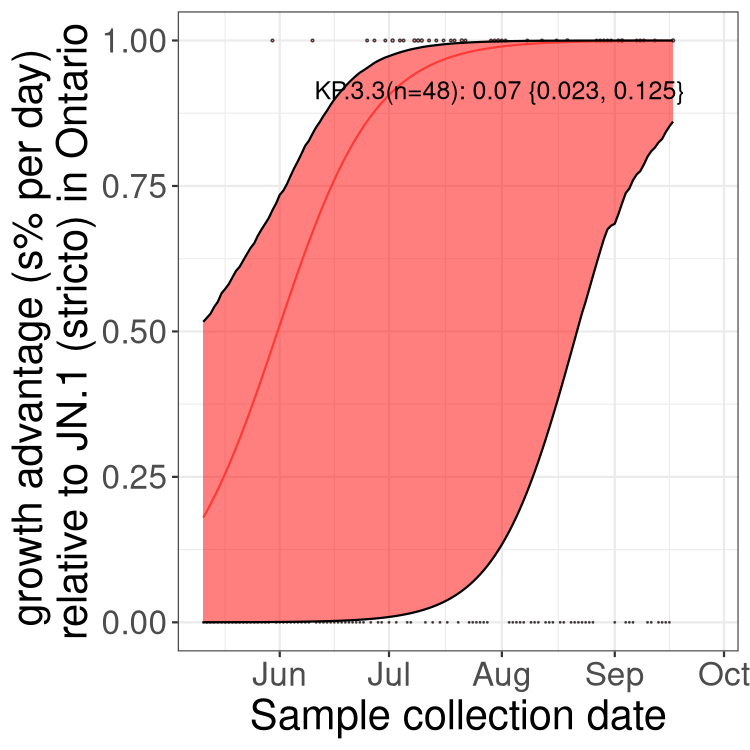 growth advantage (s% per day)
relative to JN.1 (stricto) in Ontario
1.00
0.75
0.50
0.25
0.00
KP.3.3(n=48): 0.07 {0.023, 0.125}
Jun Jul Aug Sep Oct
Sample collection date